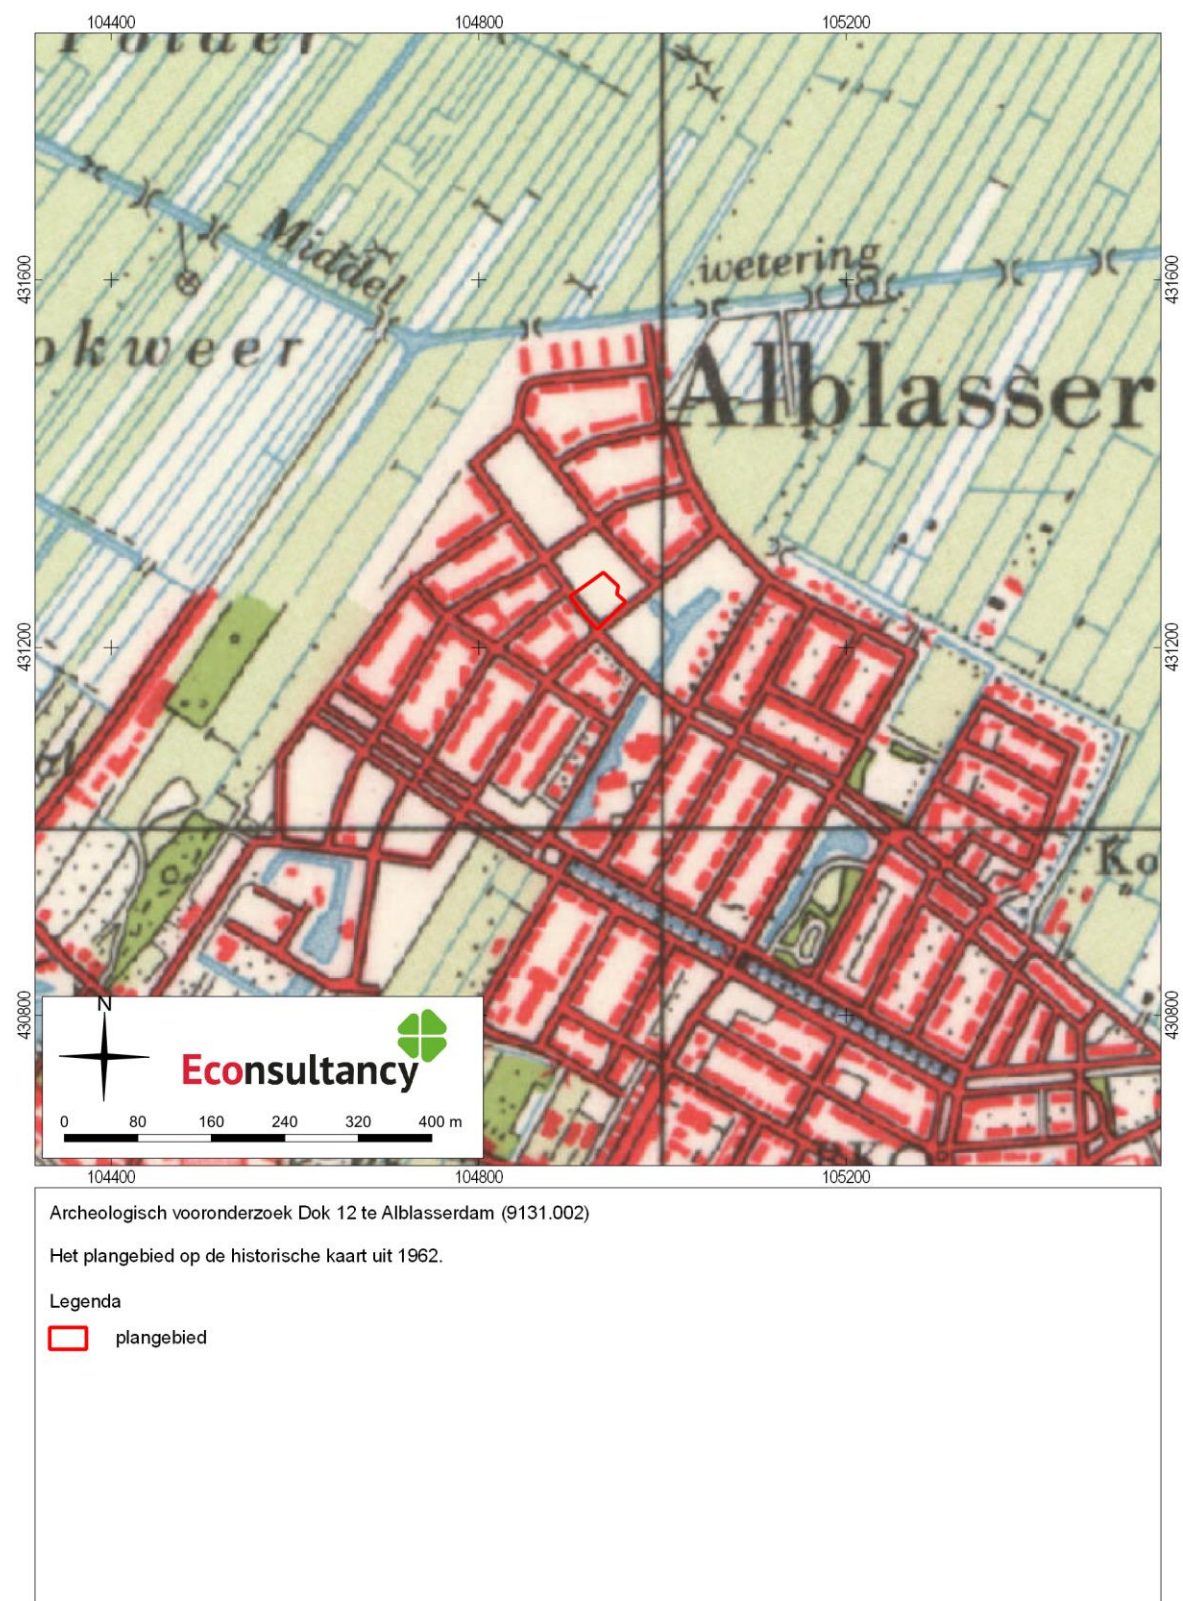 104400 104800 105200
Polder
431600 431600
Middel
wetering
okweer
Alblasser
431200 431200
Ko
N
430800 430800
Econsultancy
0 80 160 240 320 400 m
104400 104800 105200
Archeologisch vooronderzoek Dok 12 te Alblasserdam (9131.002)
Het plangebied op de historische kaart uit 1962.
Legenda
plangebied